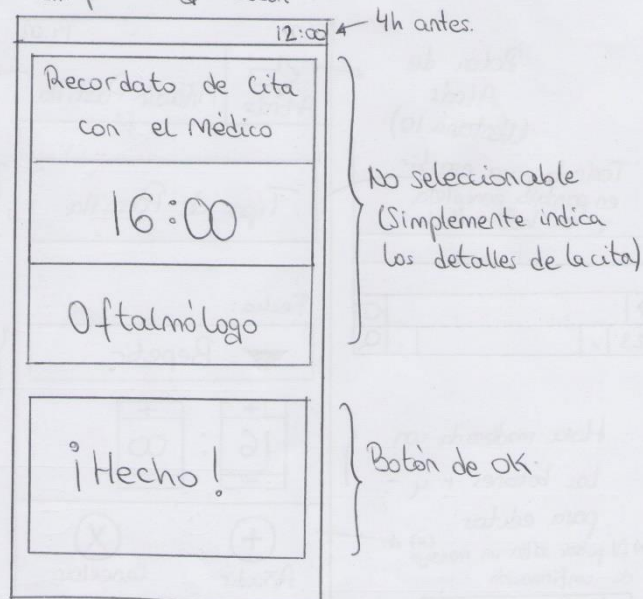 12:00 4h antes.
Recordato de Cita
con el Médico
16:00
Oftalmólogo
No seleccionable
(Simplemente indica
los detalles de la cita)
¡Hecho!
Botón de OK.